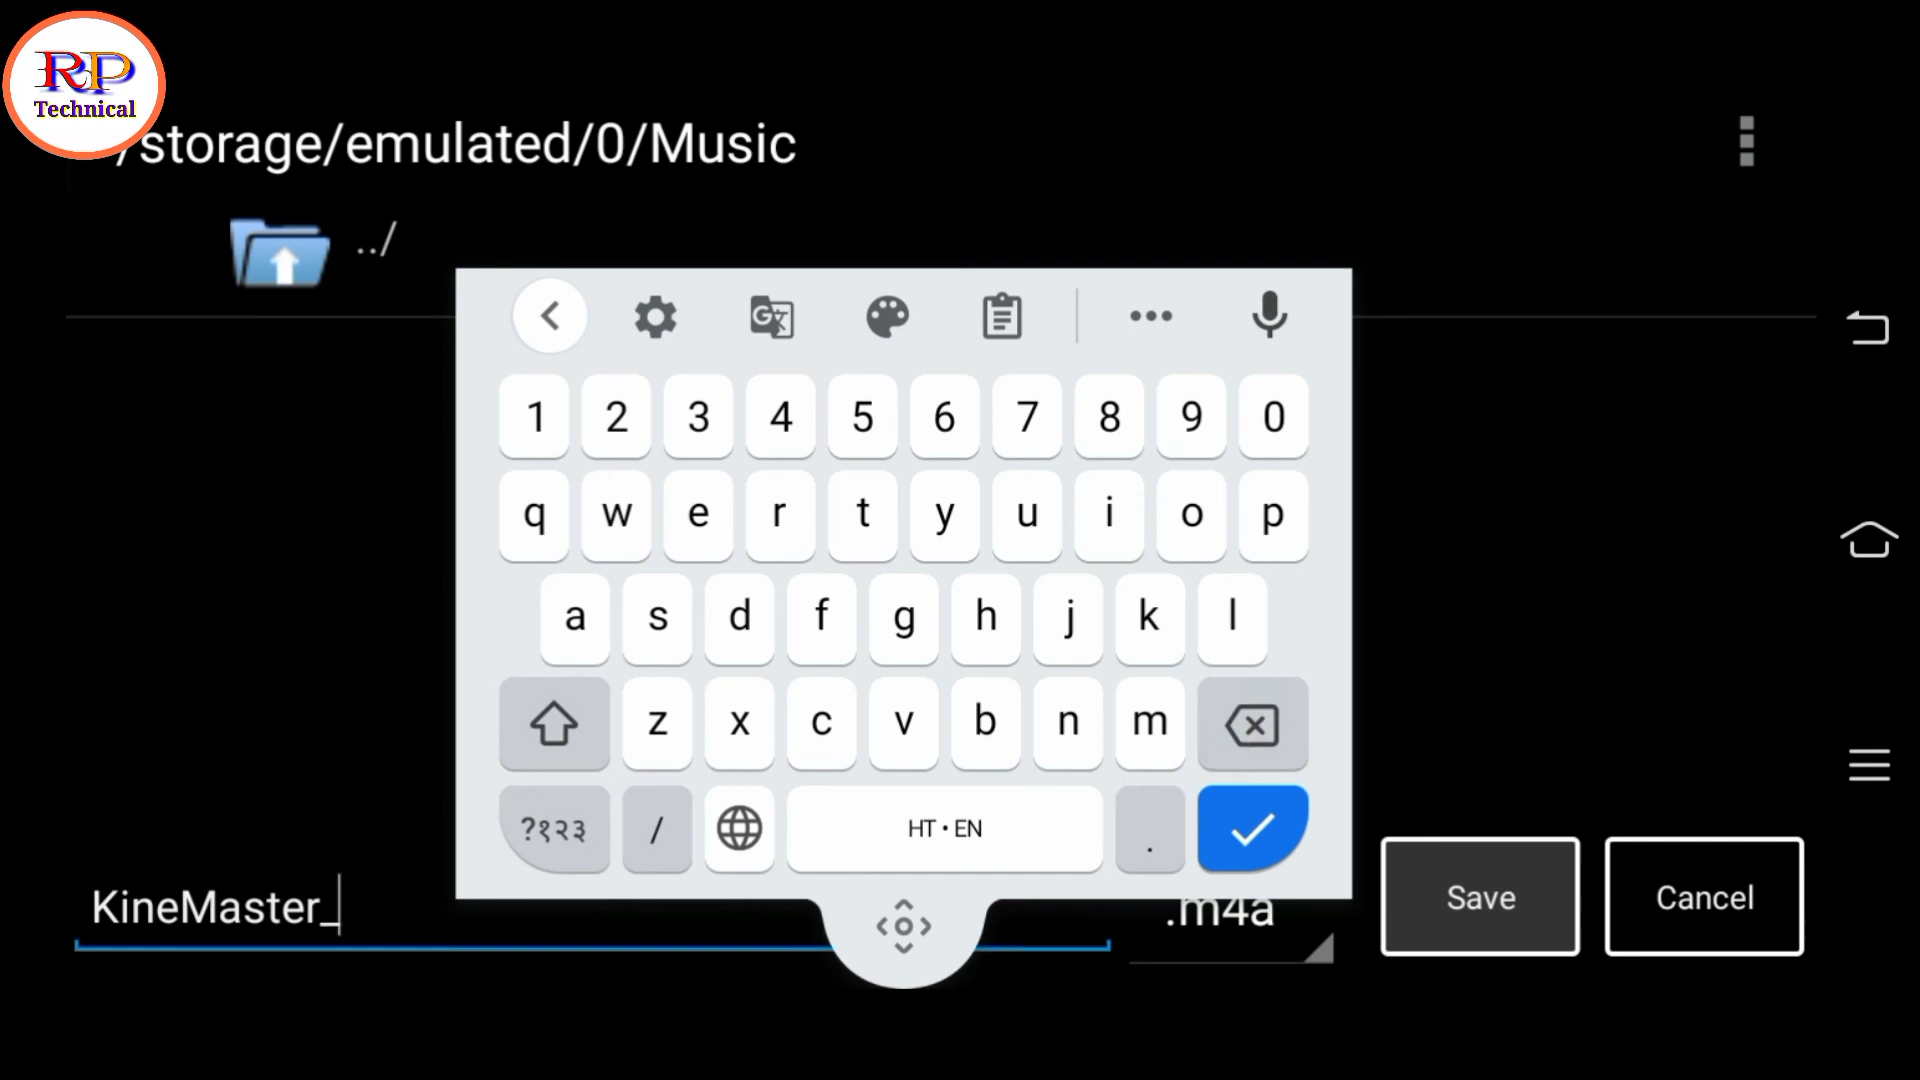 RP
Technical
/storage/emulated/0/Music
../
1 2 3 4 5 6 7 8 9 0
q w e r t y u i o p
a s d f g h j k l
z x c v b n m
?१२३ / HT • EN .
KineMaster_ .m4a Save Cancel